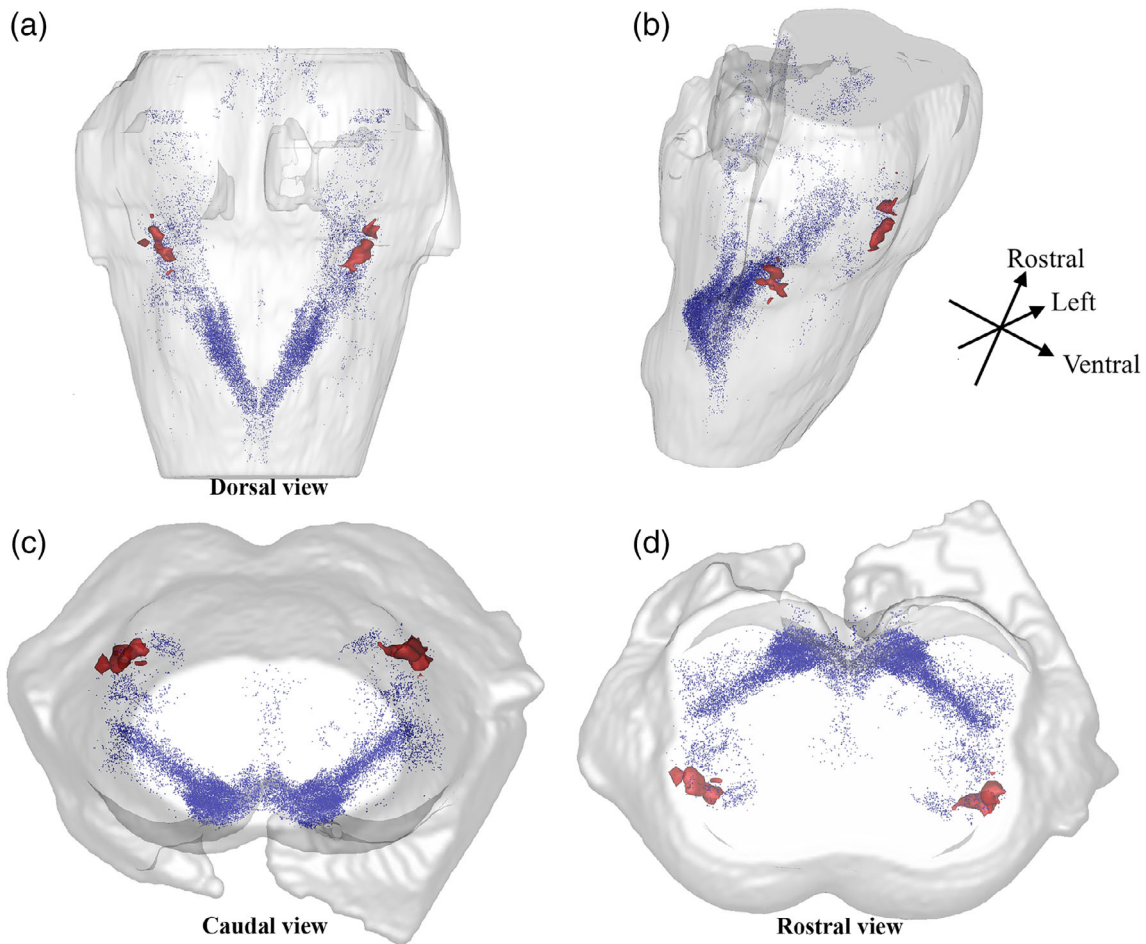 (a)
(b)
Rostral
Left
Ventral
Dorsal view
(c)
(d)
Caudal view
Rostral view